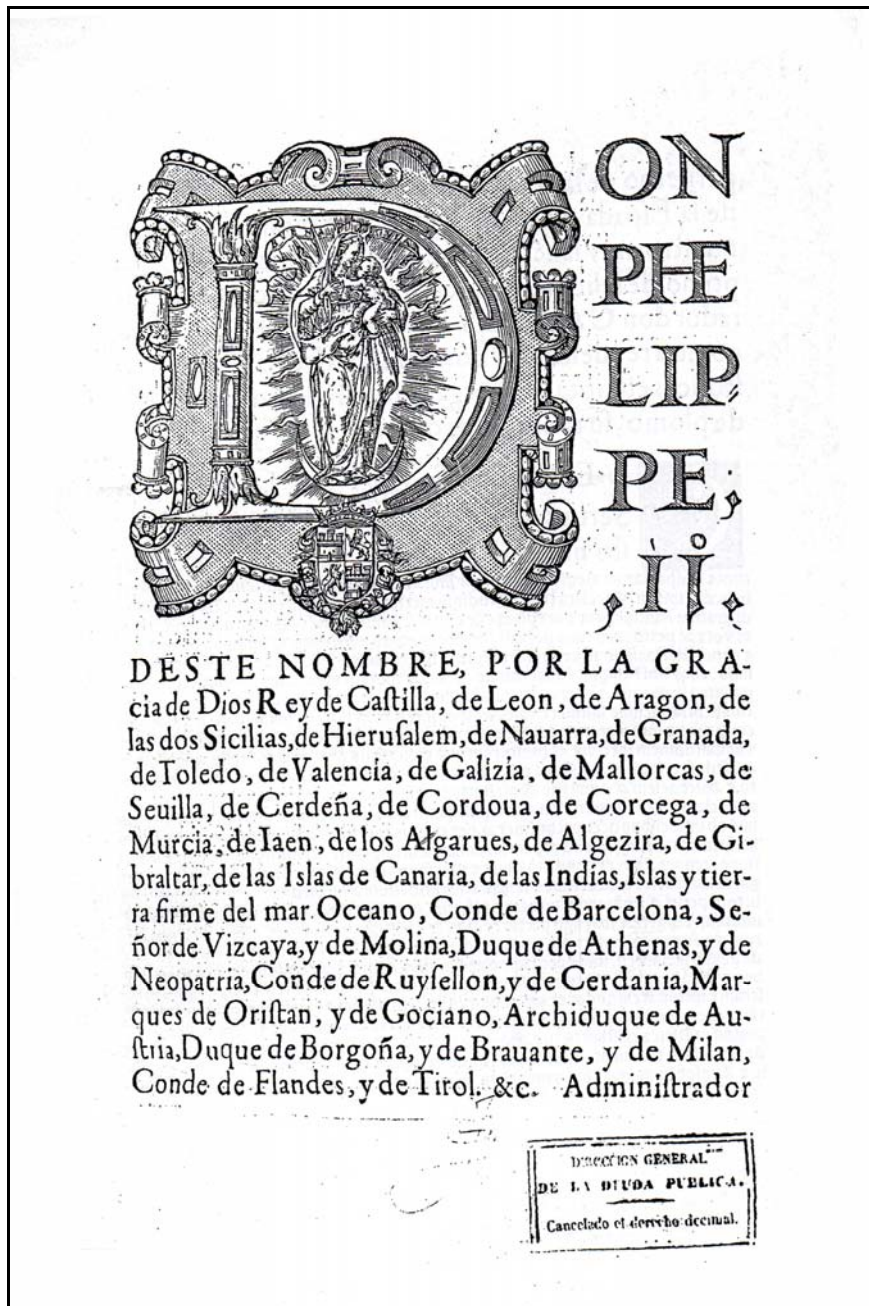 DON
PHE
LIP-
PE,
,II,
DESTE NOMBRE, POR LA GRA-
cia de Dios Rey de Caſtilla, de Leon, de Aragon, de
las dos Sicilias, de Hieruſalem, de Nauarra, de Granada,
de Toledo, de Valencia, de Galizia, de Mallorcas, de
Seuilla, de Cerdeña, de Cordoua, de Corcega, de
Murcia, de Iaen, de los Algarues, de Algezira, de Gi-
braltar, de las Islas de Canaria, de las Indias, Islas y tier-
ra firme del mar Oceano, Conde de Barcelona, Se-
ñor de Vizcaya, y de Molina, Duque de Athenas, y de
Neopatria, Conde de Ruyſellon, y de Cerdania, Mar-
ques de Oriſtan, y de Gociano, Archiduque de Au-
ſtria, Duque de Borgoña, y de Brauante, y de Milan,
Conde de Flandes, y de Tirol. &c. Adminiſtrador
DIRECCION GENERAL
DE LA DEUDA PUBLICA.
Cancelado el derecho decimal.